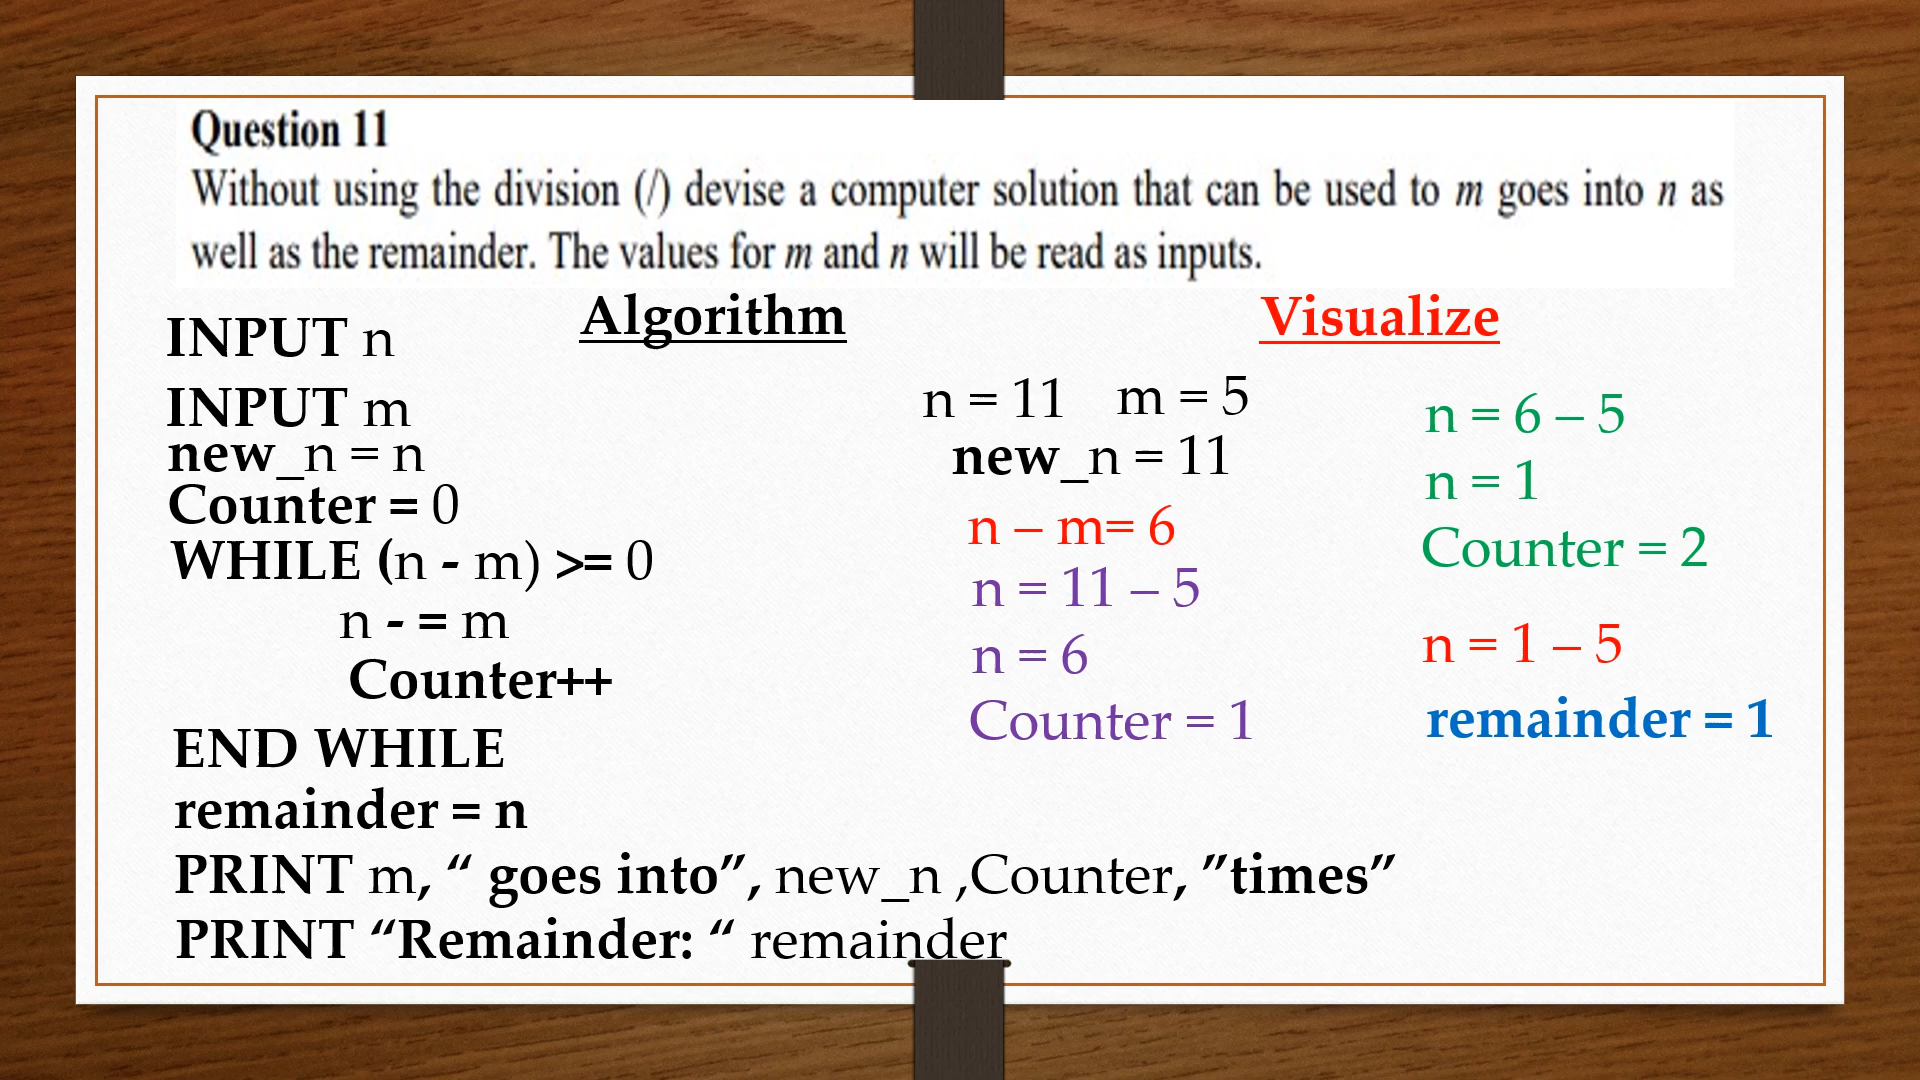 Question 11
Without using the division (/) devise a computer solution that can be used to m goes into n as
well as the remainder. The values for m and n will be read as inputs.
Algorithm
INPUT n
INPUT m
new_n = n
Counter = 0
WHILE (n - m) >= 0
n - = m
Counter++
END WHILE
remainder = n
PRINT m, “ goes into”, new_n ,Counter, ”times”
PRINT “Remainder: “ remainder
Visualize
n = 11 m = 5
new_n = 11
n – m= 6
n = 11 – 5
n = 6
Counter = 1
n = 6 – 5
n = 1
Counter = 2
n = 1 – 5
remainder = 1